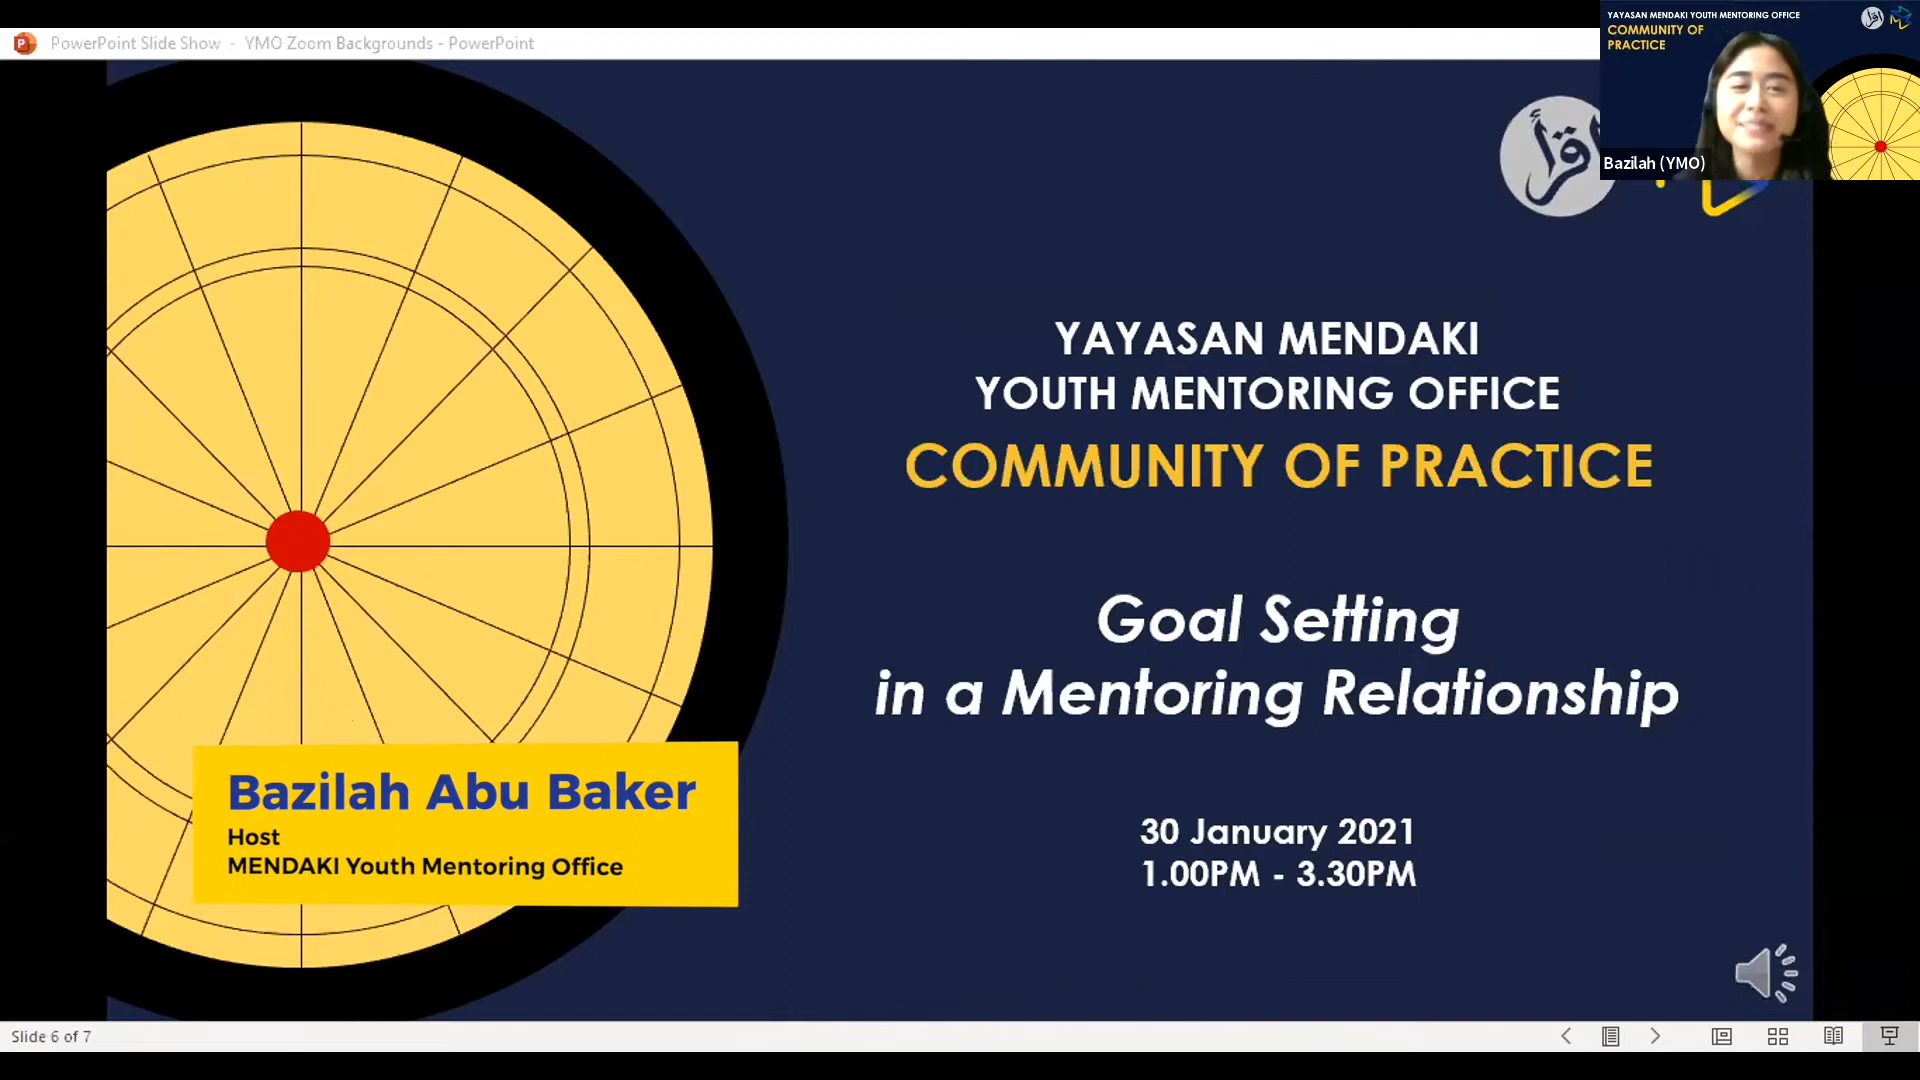 PowerPoint Slide Show - YMO Zoom Backgrounds - PowerPoint
YAYASAN MENDAKI YOUTH MENTORING OFFICE
COMMUNITY OF
PRACTICE
Bazilah (YMO)
اقرأ
YAYASAN MENDAKI
YOUTH MENTORING OFFICE
COMMUNITY OF PRACTICE
Goal Setting
in a Mentoring Relationship
Bazilah Abu Baker
Host
MENDAKI Youth Mentoring Office
30 January 2021
1.00PM - 3.30PM
Slide 6 of 7